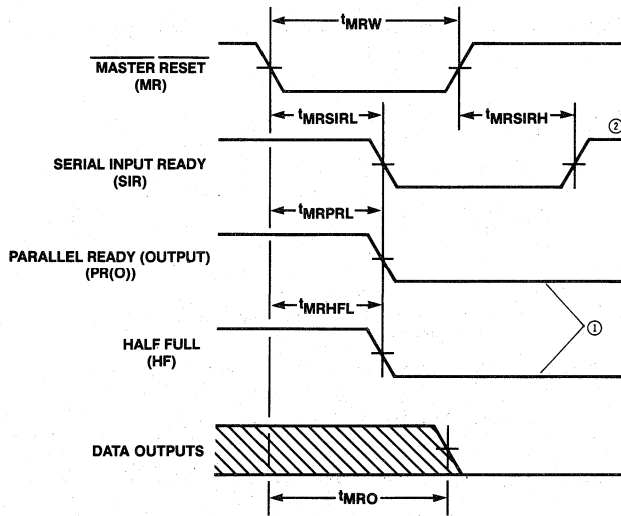 tMRW
MASTER RESET
(MR)
tMRSIRL
tMRSIRH
②
SERIAL INPUT READY
(SIR)
tMRPRL
PARALLEL READY (OUTPUT)
(PR(O))
tMRHFL
①
HALF FULL
(HF)
DATA OUTPUTS
tMRO